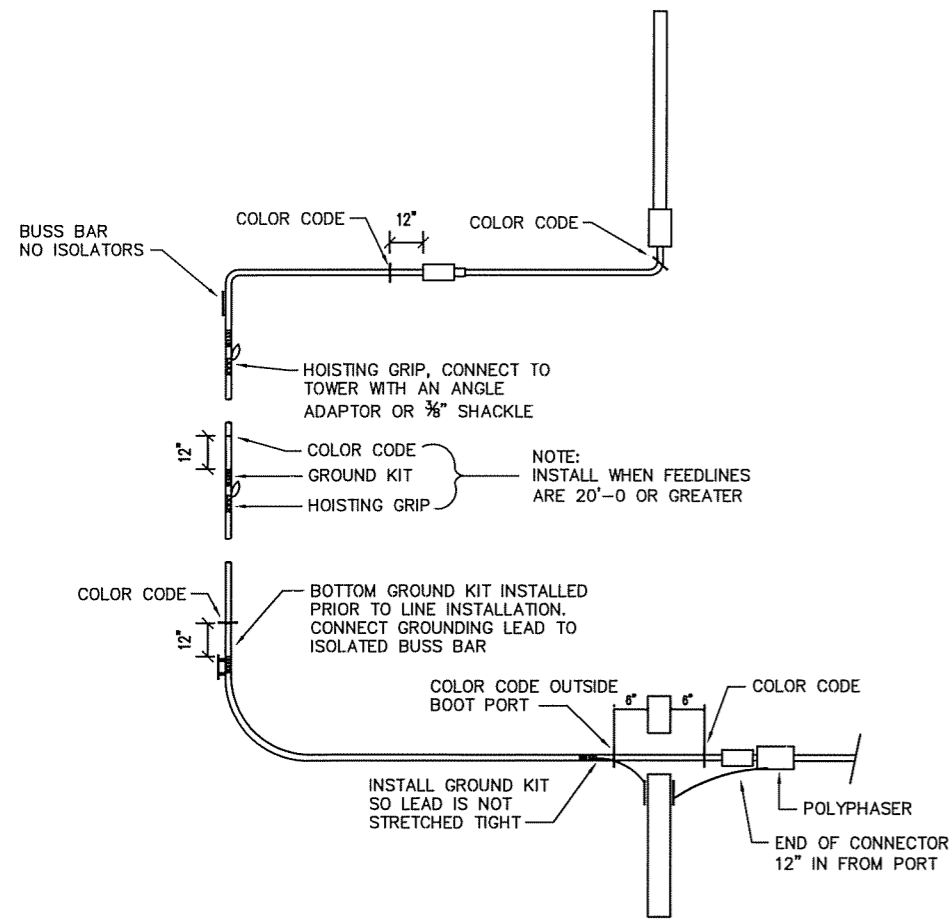 COLOR CODE
12"
COLOR CODE
BUSS BAR
NO ISOLATORS
HOISTING GRIP, CONNECT TO
TOWER WITH AN ANGLE
ADAPTOR OR ⅜" SHACKLE
12"
COLOR CODE
GROUND KIT
HOISTING GRIP
NOTE:
INSTALL WHEN FEEDLINES
ARE 20'-0 OR GREATER
COLOR CODE
12"
BOTTOM GROUND KIT INSTALLED
PRIOR TO LINE INSTALLATION.
CONNECT GROUNDING LEAD TO
ISOLATED BUSS BAR
COLOR CODE OUTSIDE
BOOT PORT
6"
6"
COLOR CODE
INSTALL GROUND KIT
SO LEAD IS NOT
STRETCHED TIGHT
POLYPHASER
END OF CONNECTOR
12" IN FROM PORT